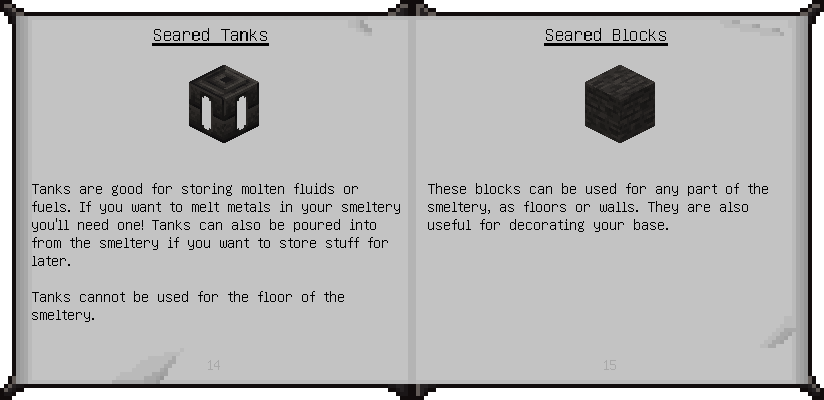 Seared Tanks
Tanks are good for storing molten fluids or
fuels. If you want to melt metals in your smeltery
you'll need one! Tanks can also be poured into
from the smeltery if you want to store stuff for
later.
Tanks cannot be used for the floor of the
smeltery.
14
Seared Blocks
These blocks can be used for any part of the
smeltery, as floors or walls. They are also
useful for decorating your base.
15